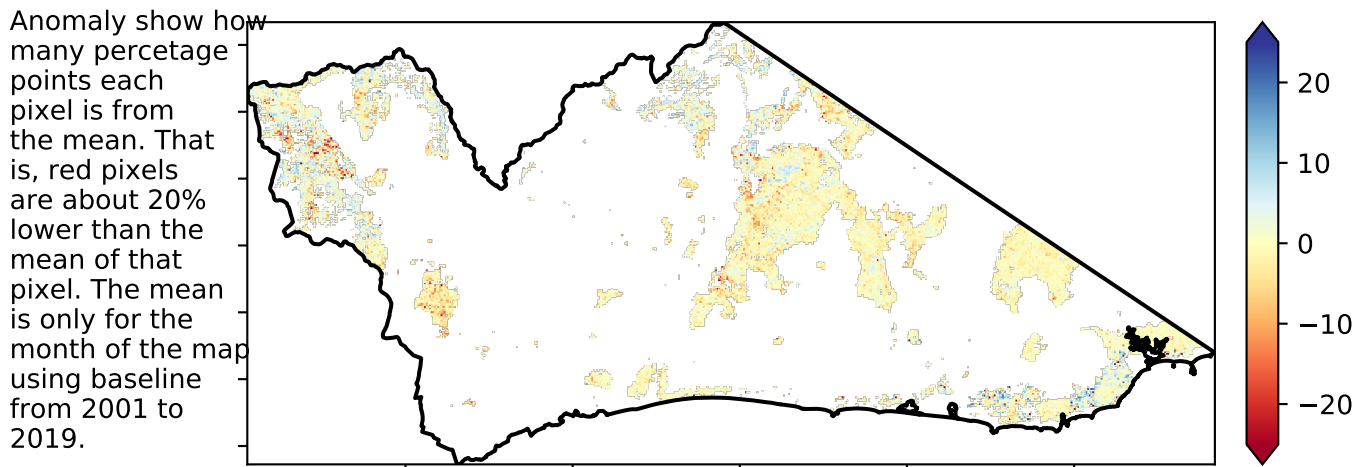 Anomaly show how
many percetage
points each
pixel is from
the mean. That
is, red pixels
are about 20%
lower than the
mean of that
pixel. The mean
is only for the
month of the map
using baseline
from 2001 to
2019.
20
10
0
−10
−20